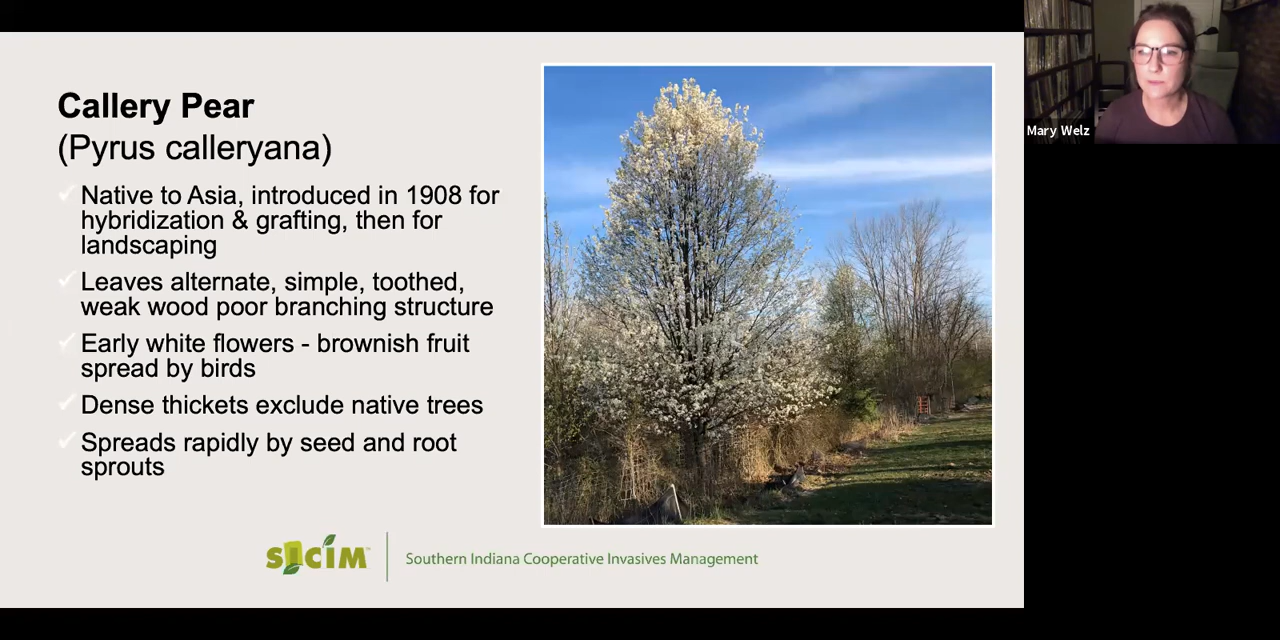 Callery Pear
(Pyrus calleryana)
Native to Asia, introduced in 1908 for
hybridization & grafting, then for
landscaping
Leaves alternate, simple, toothed,
weak wood poor branching structure
Early white flowers - brownish fruit
spread by birds
Dense thickets exclude native trees
Spreads rapidly by seed and root
sprouts
SICIM™
Southern Indiana Cooperative Invasives Management
Mary Welz